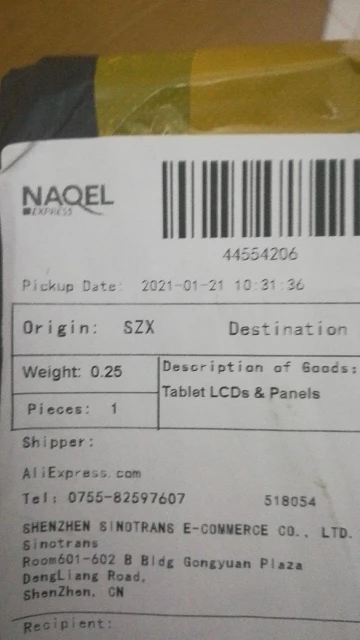 NAQEL
EXPRESS
44554206
Pickup Date: 2021-01-21 10:31:36
Origin: SZX Destination
Weight: 0.25
Description of Goods:
Tablet LCDs & Panels
Pieces: 1
Shipper:
AliExpress.com
Tel: 0755-82597607 518054
SHENZHEN SINOTRANS E-COMMERCE CO., LTD.
Sinotrans
Room601-602 B Bldg Gongyuan Plaza
DengLiang Road,
ShenZhen, CN
Recipient: